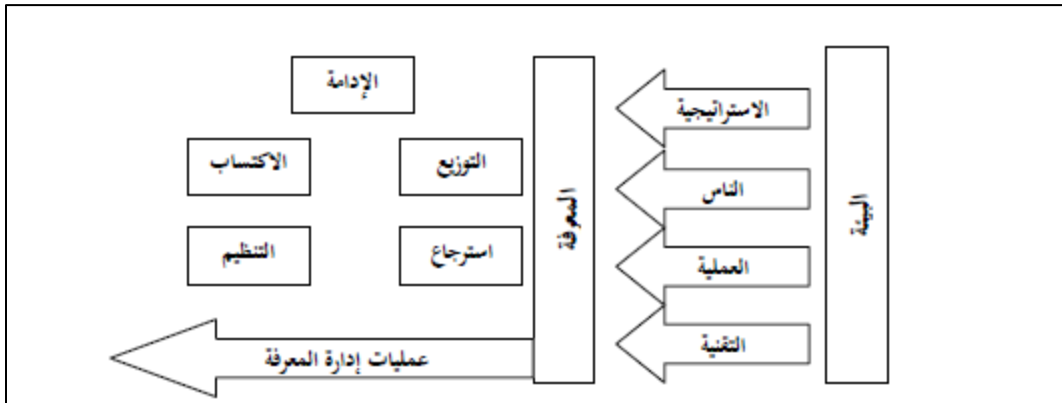 البيئة
الاستراتيجية
الناس
العملية
التقنية
المعرفة
الإدامة
التوزيع
الاكتساب
استرجاع
التنظيم
عمليات إدارة المعرفة